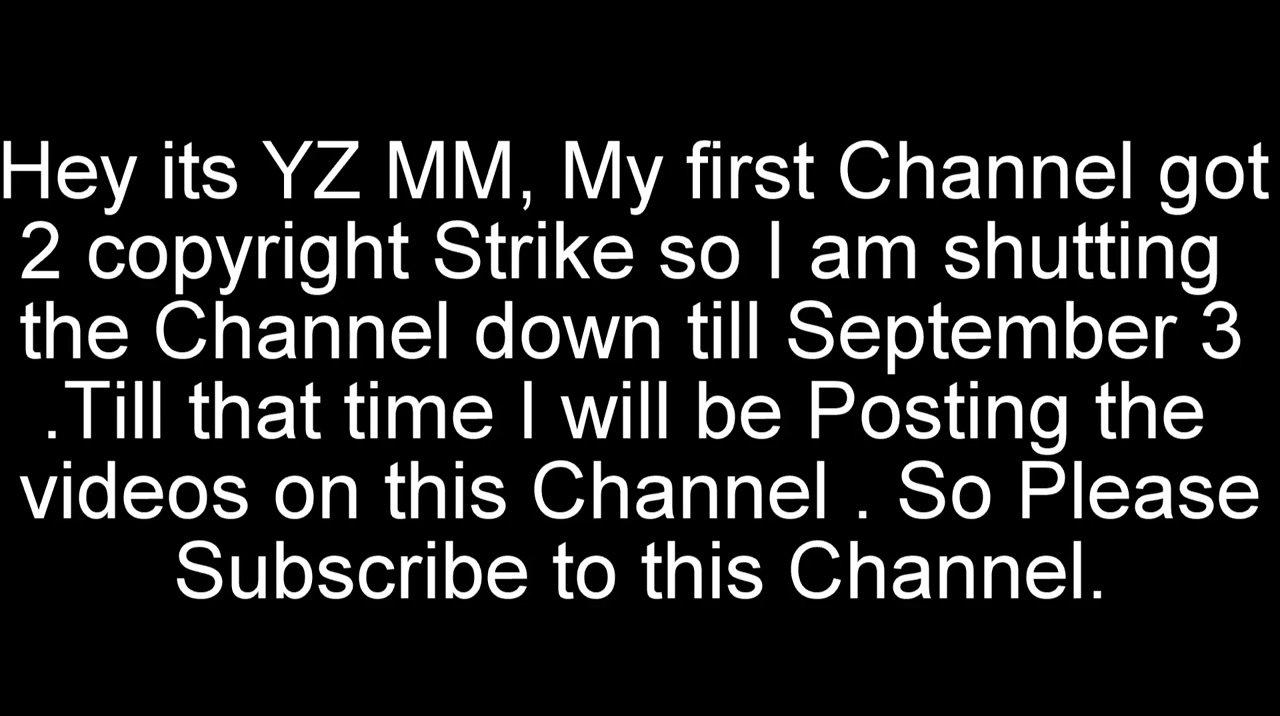 Hey its YZ MM, My first Channel got
2 copyright Strike so I am shutting
the Channel down till September 3
.Till that time I will be Posting the
videos on this Channel . So Please
Subscribe to this Channel.